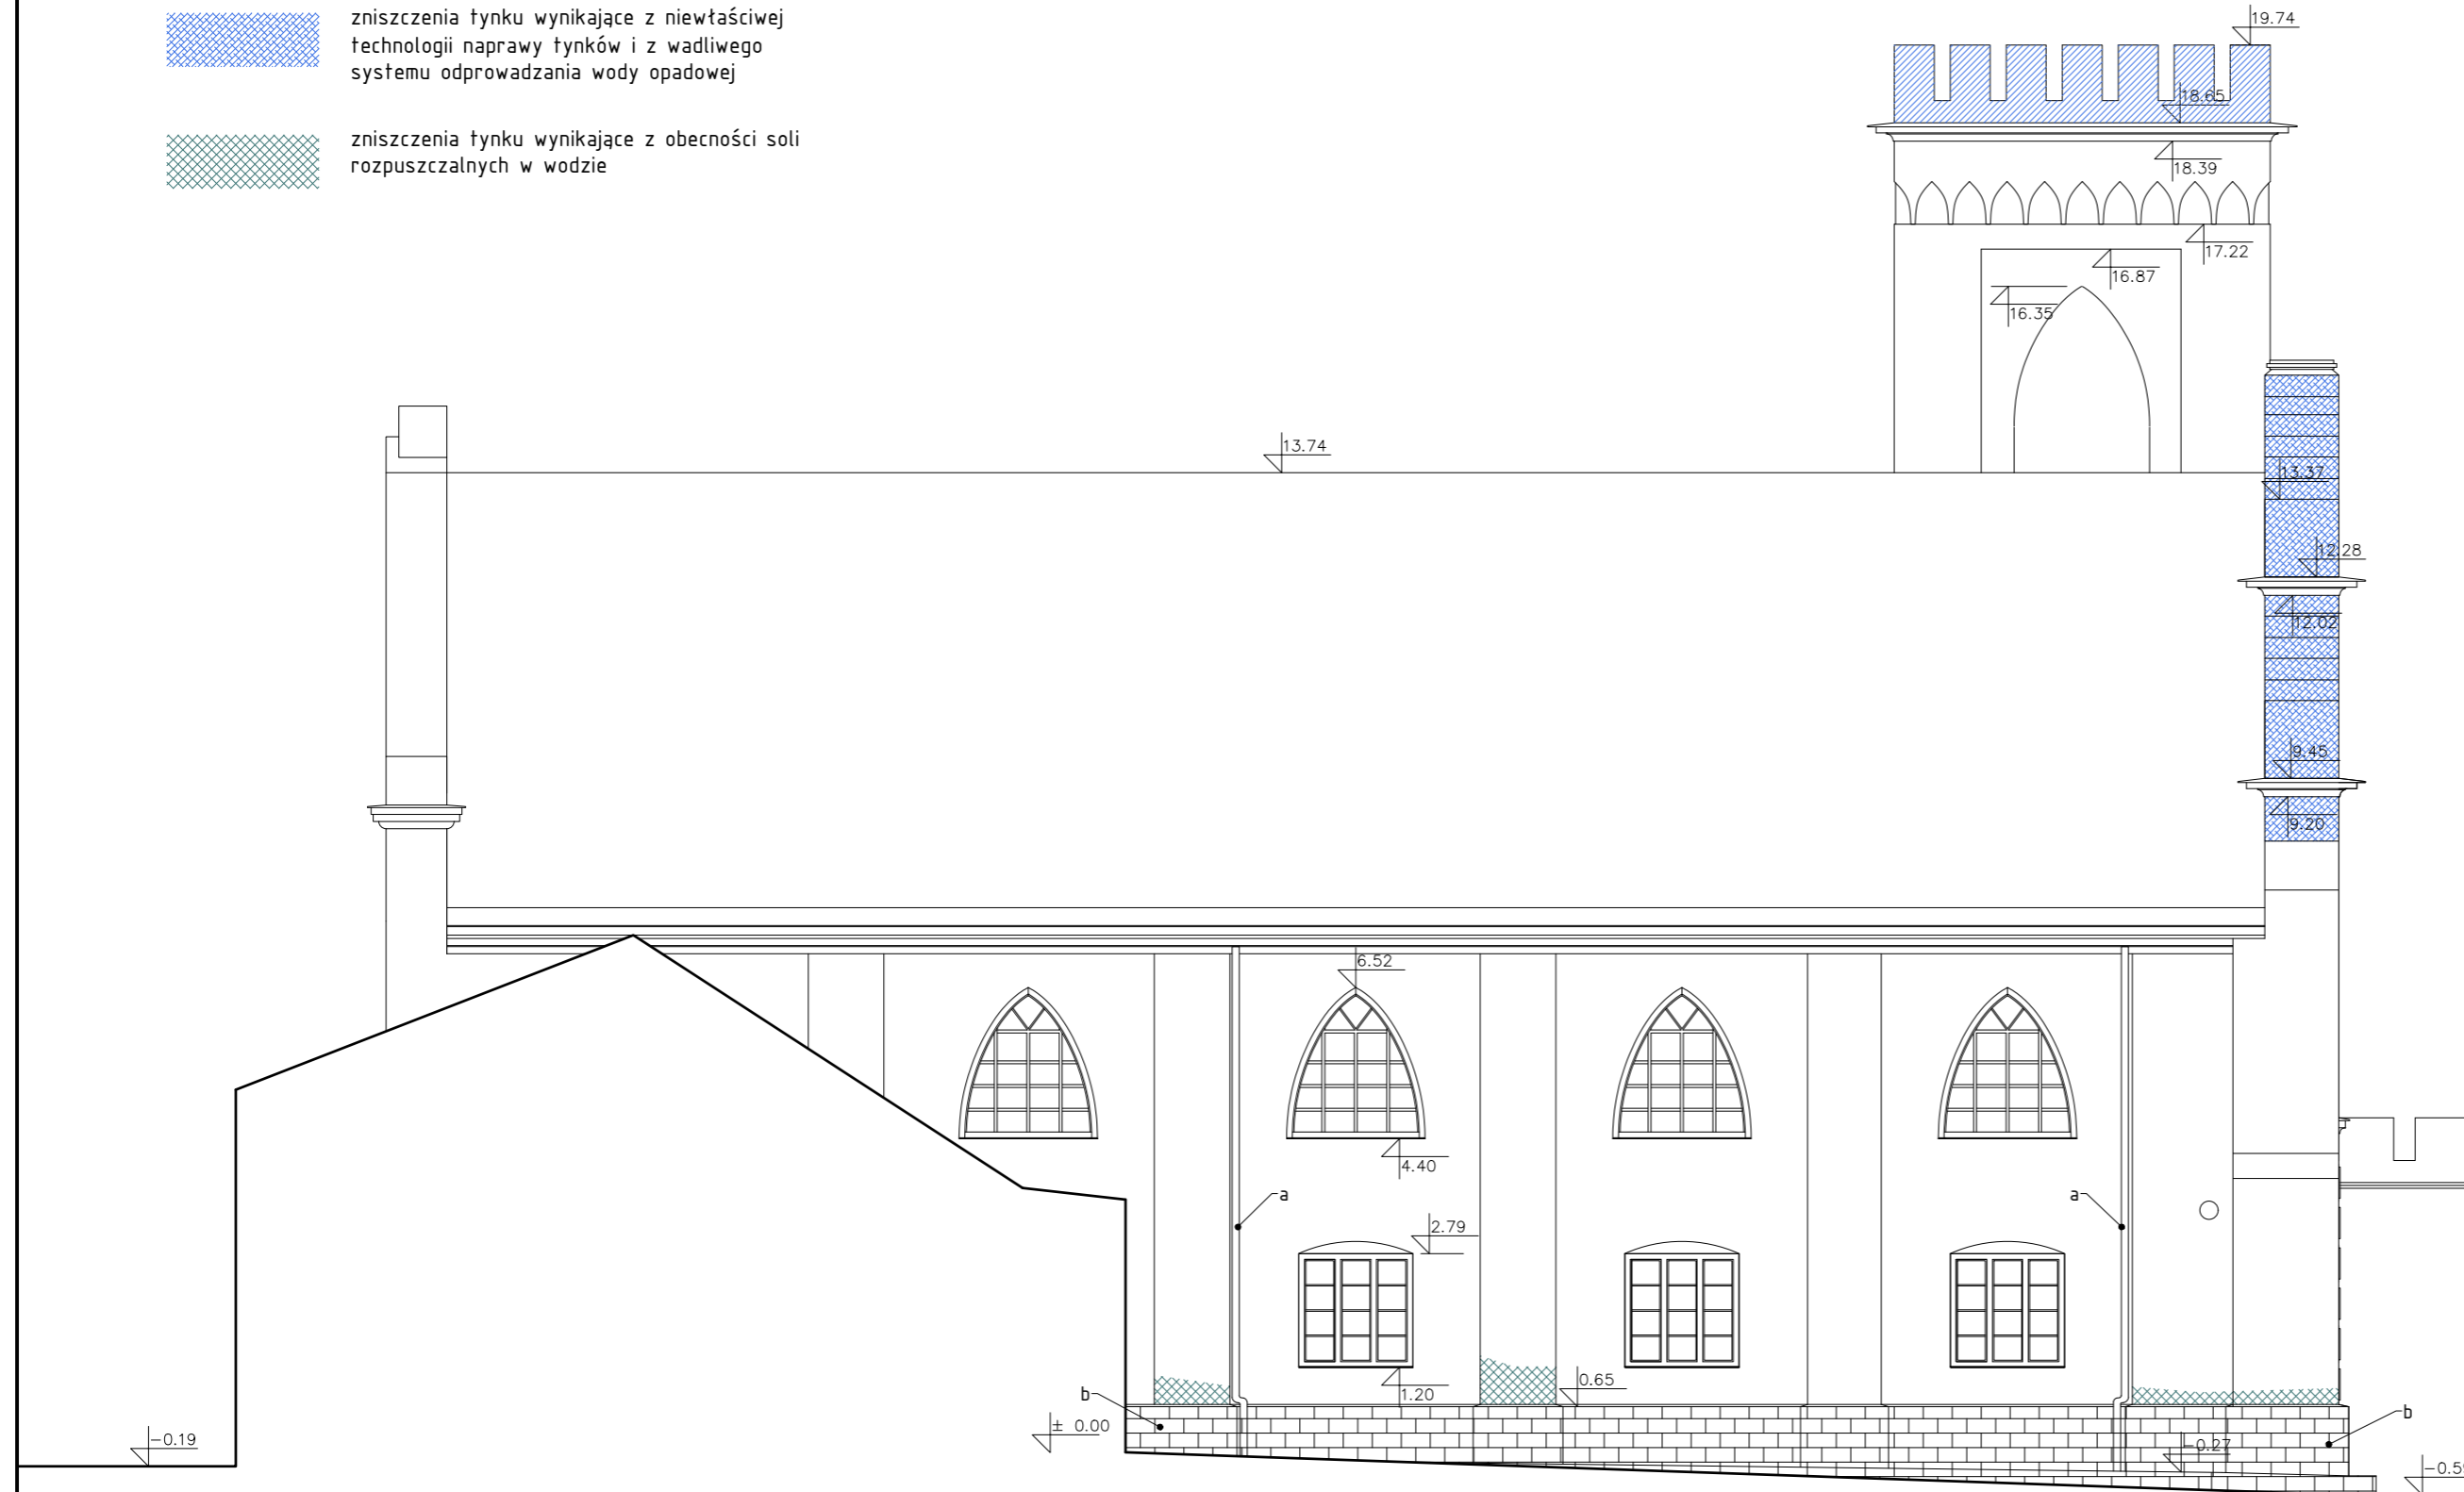 zniszczenia tynku wynikające z niewłaściwej
technologii naprawy tynków i z wadliwego
systemu odprowadzania wody opadowej
zniszczenia tynku wynikające z obecności soli
rozpuszczalnych w wodzie
19.74
18.65
18.39
17.22
16.87
16.35
13.74
13.37
12.28
12.02
9.45
9.20
6.52
4.40
a
a
2.79
1.20
0.65
b
± 0.00
b
-0.19
-0.27